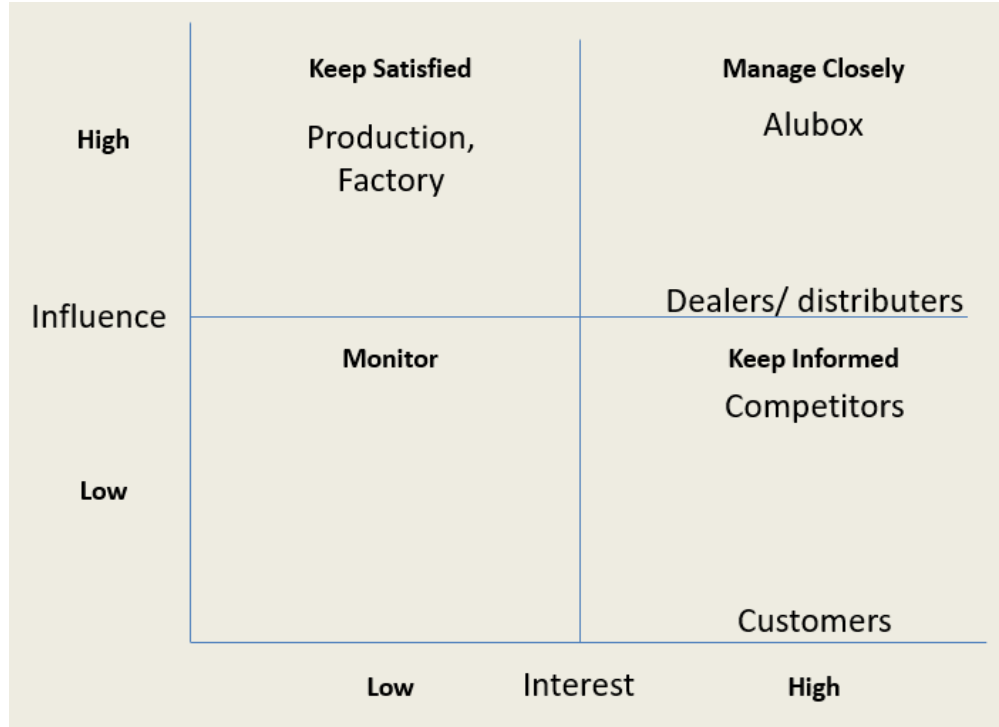 Keep Satisfied
Manage Closely
High
Production,
Factory
Alubox
Influence
Dealers/ distributers
Monitor
Keep Informed
Competitors
Low
Customers
Low
Interest
High